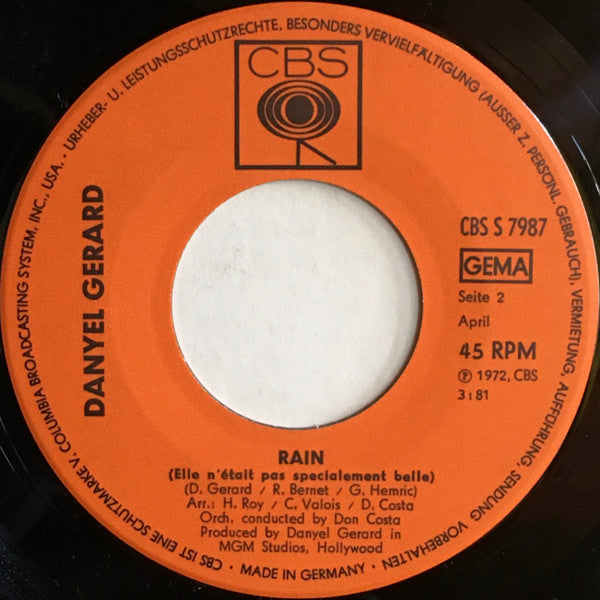 CBS IST EINE SCHUTZMARKE V. COLUMBIA BROADCASTING SYSTEM, INC., USA. • URHEBER- U. LEISTUNGSSCHUTZRECHTE, BESONDERS VERVIELFÄLTIGUNG (AUSSER Z. PERSONL. GEBRAUCH), VERMIETUNG, AUFFÜHRUNG, SENDUNG VORBEHALTEN
CBS
DANYEL GERARD
CBS S 7987
GEMA
Seite 2
April
45 RPM
Ⓟ 1972, CBS
3:81
RAIN
(Elle n'était pas specialement belle)
(D. Gerard / R. Bernet / G. Hemric)
Arr.: H. Roy / C. Valois / D. Costa
Orch. conducted by Don Costa
Produced by Danyel Gerard in
MGM Studios, Hollywood
• MADE IN GERMANY •